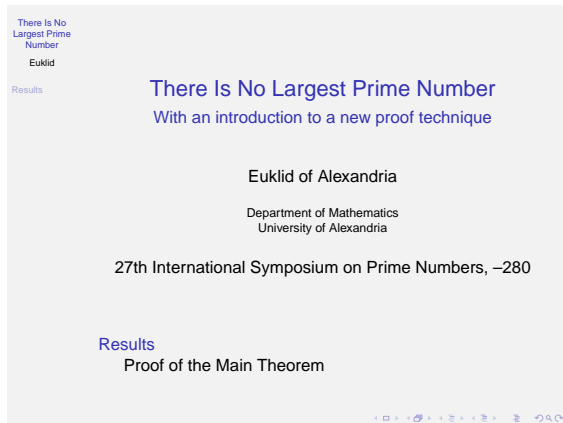 There Is No
Largest Prime
Number
Euklid
Results
There Is No Largest Prime Number
With an introduction to a new proof technique
Euklid of Alexandria
Department of Mathematics
University of Alexandria
27th International Symposium on Prime Numbers, –280
Results
Proof of the Main Theorem